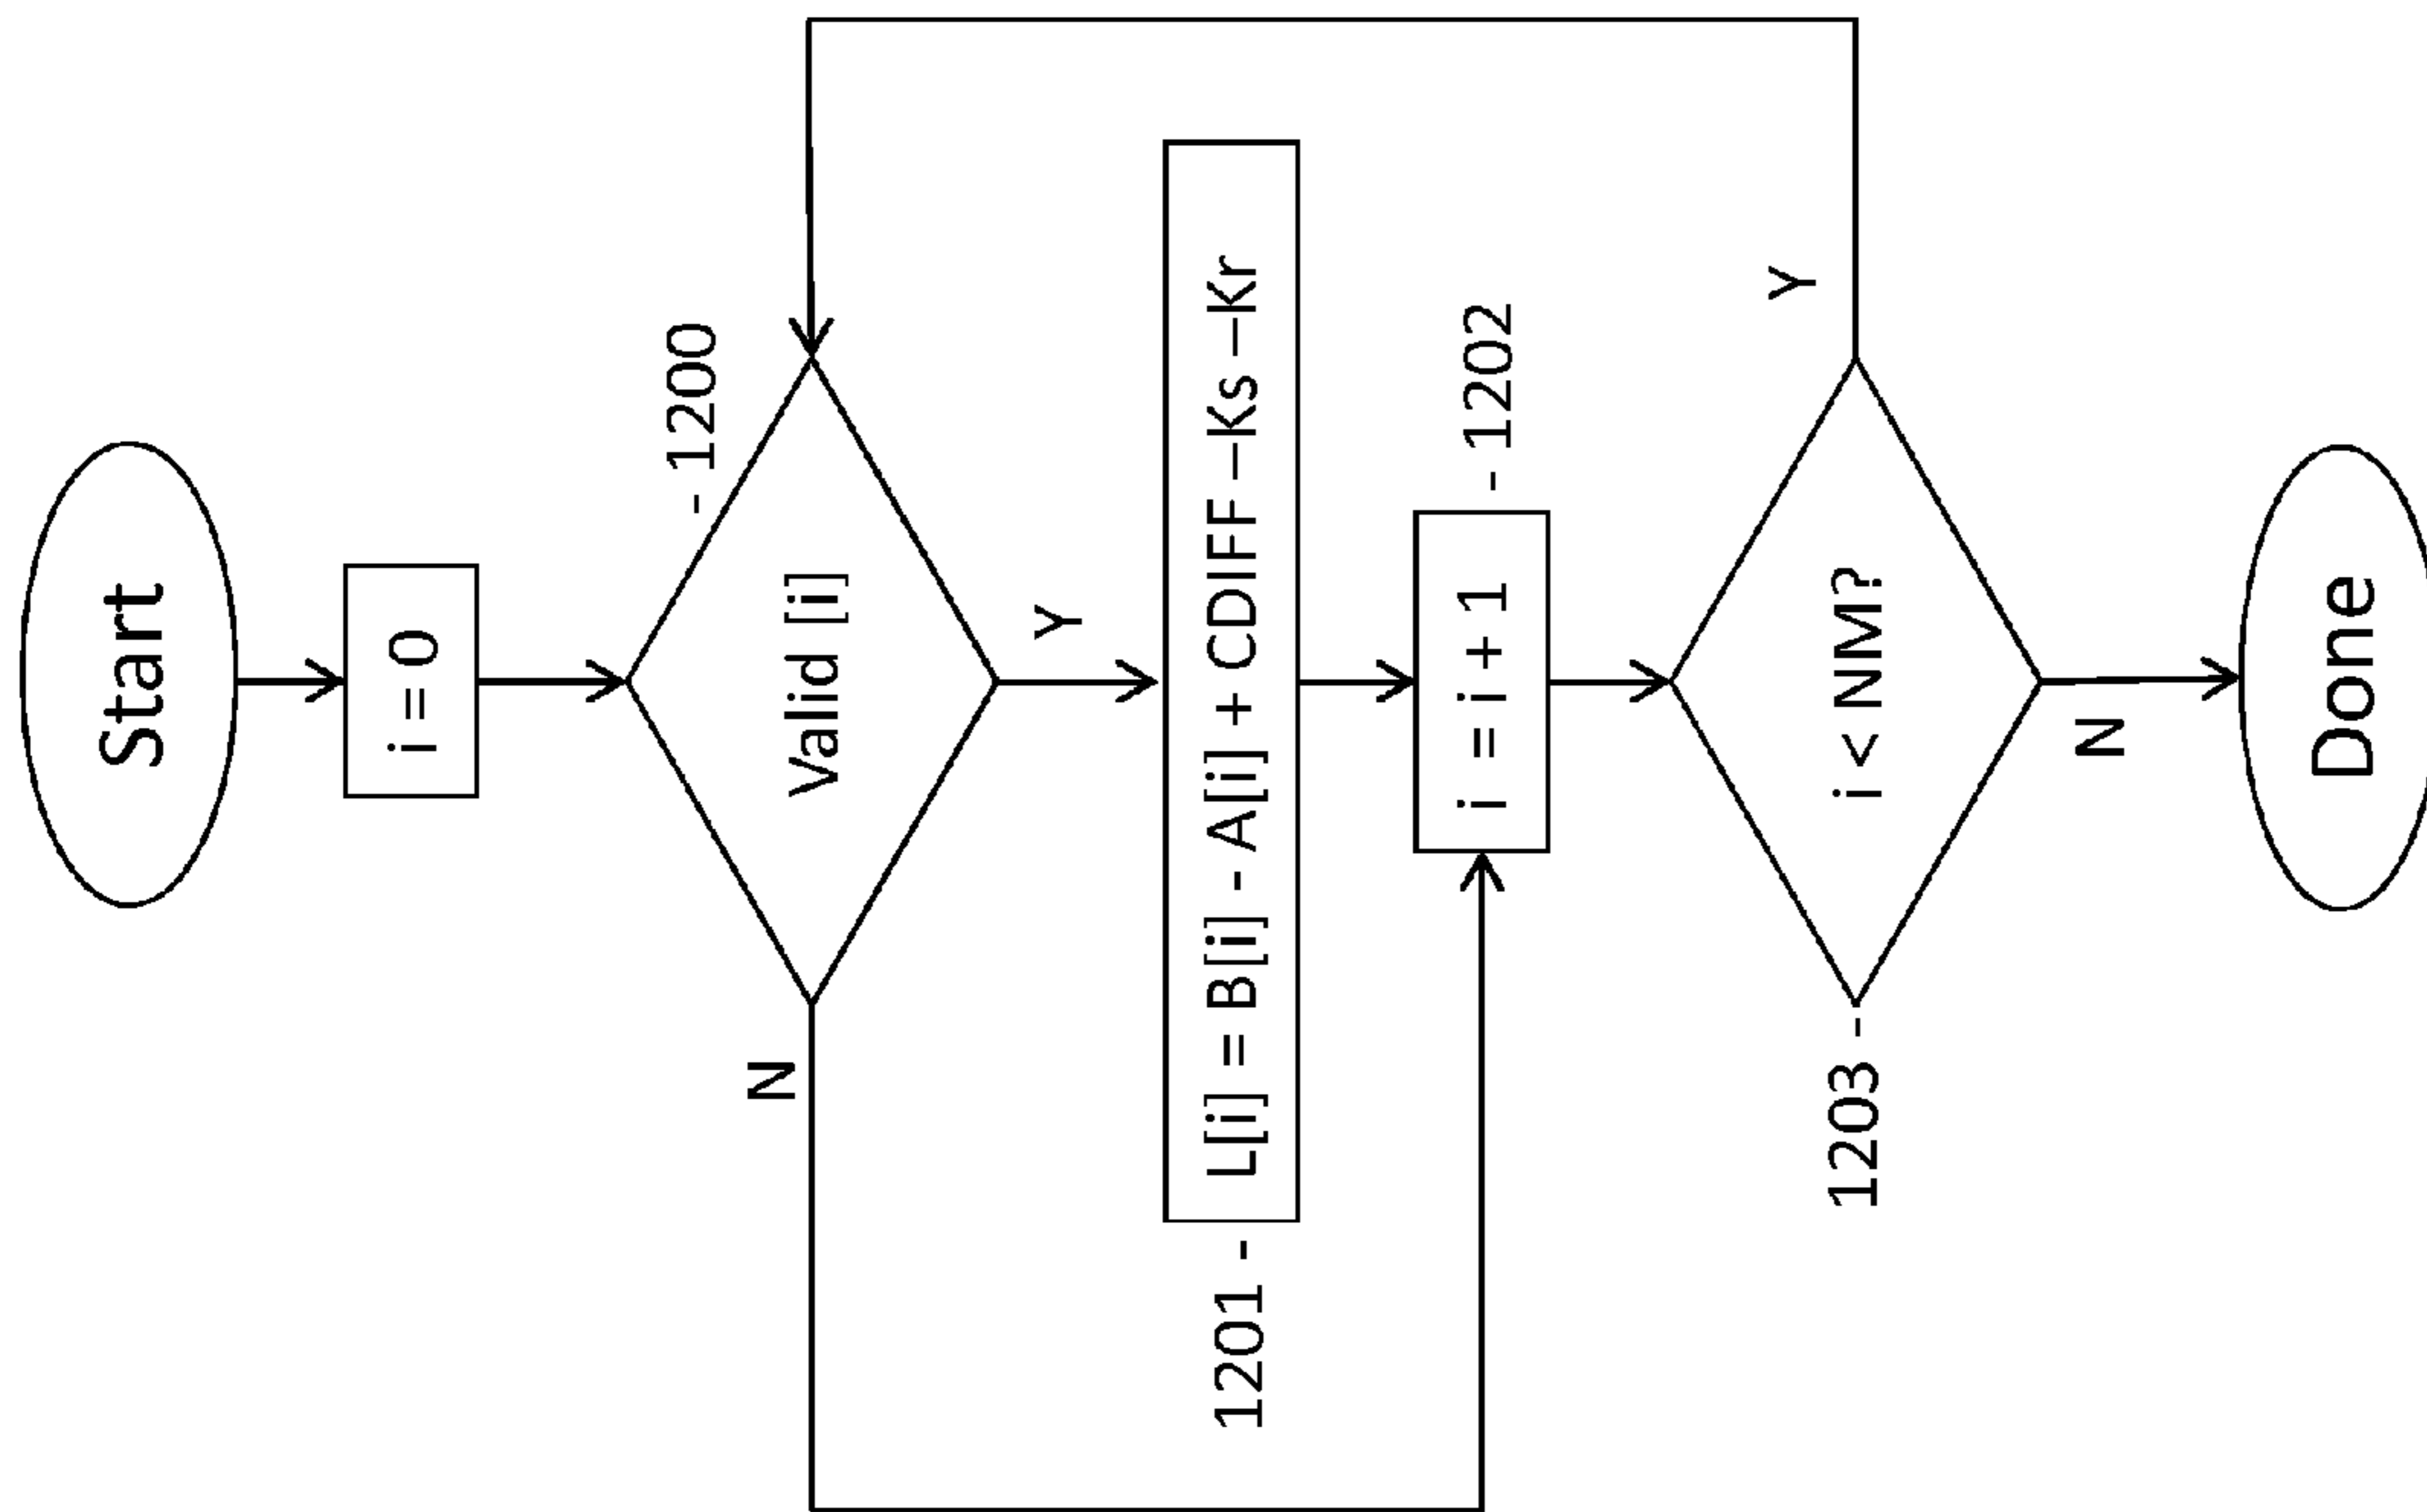 Start
i = 0
- 1200
Valid [i]
N
Y
1201 -
L[i] = B[i] - A[i] + CDIFF –Ks –Kr
i = i + 1
- 1202
1203 -
i < NM?
Y
N
Done